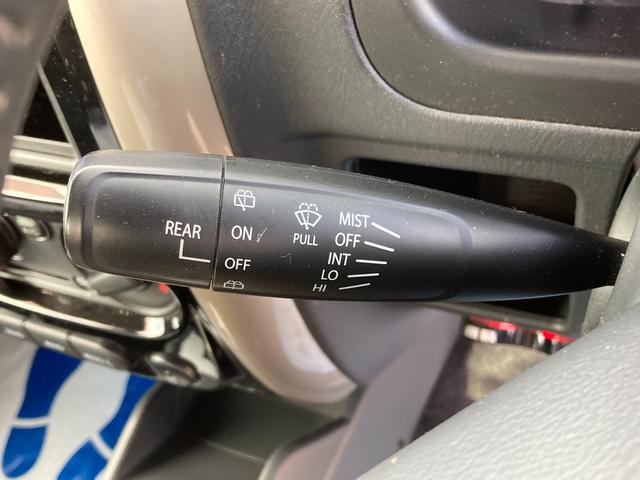 REAR
ON
OFF
PULL
MIST
OFF
INT
LO
HI